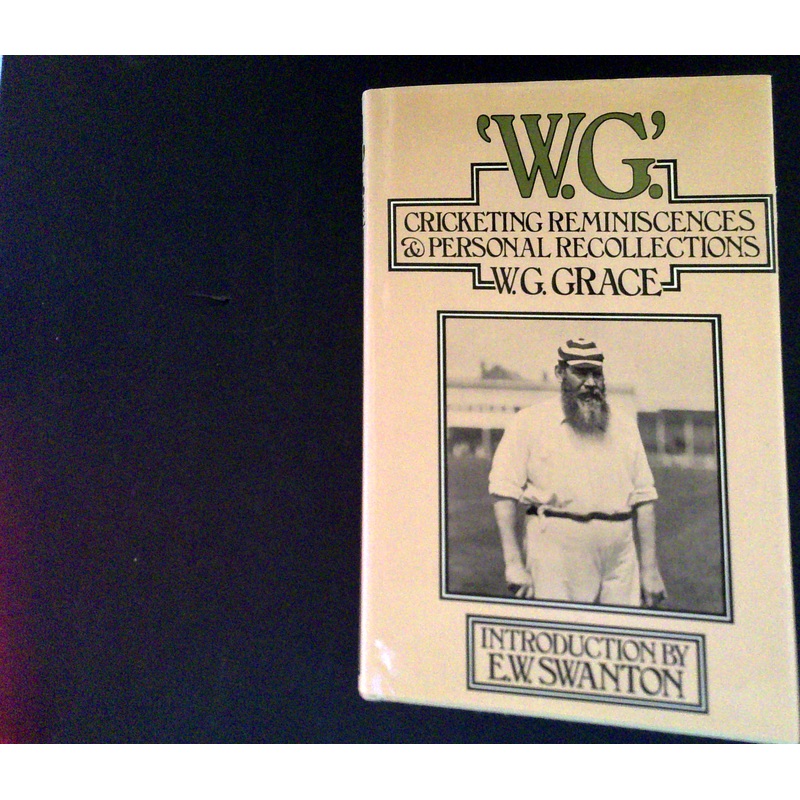 'W.G.'
CRICKETING REMINISCENCES
& PERSONAL RECOLLECTIONS
W.G. GRACE
INTRODUCTION BY
E.W. SWANTON